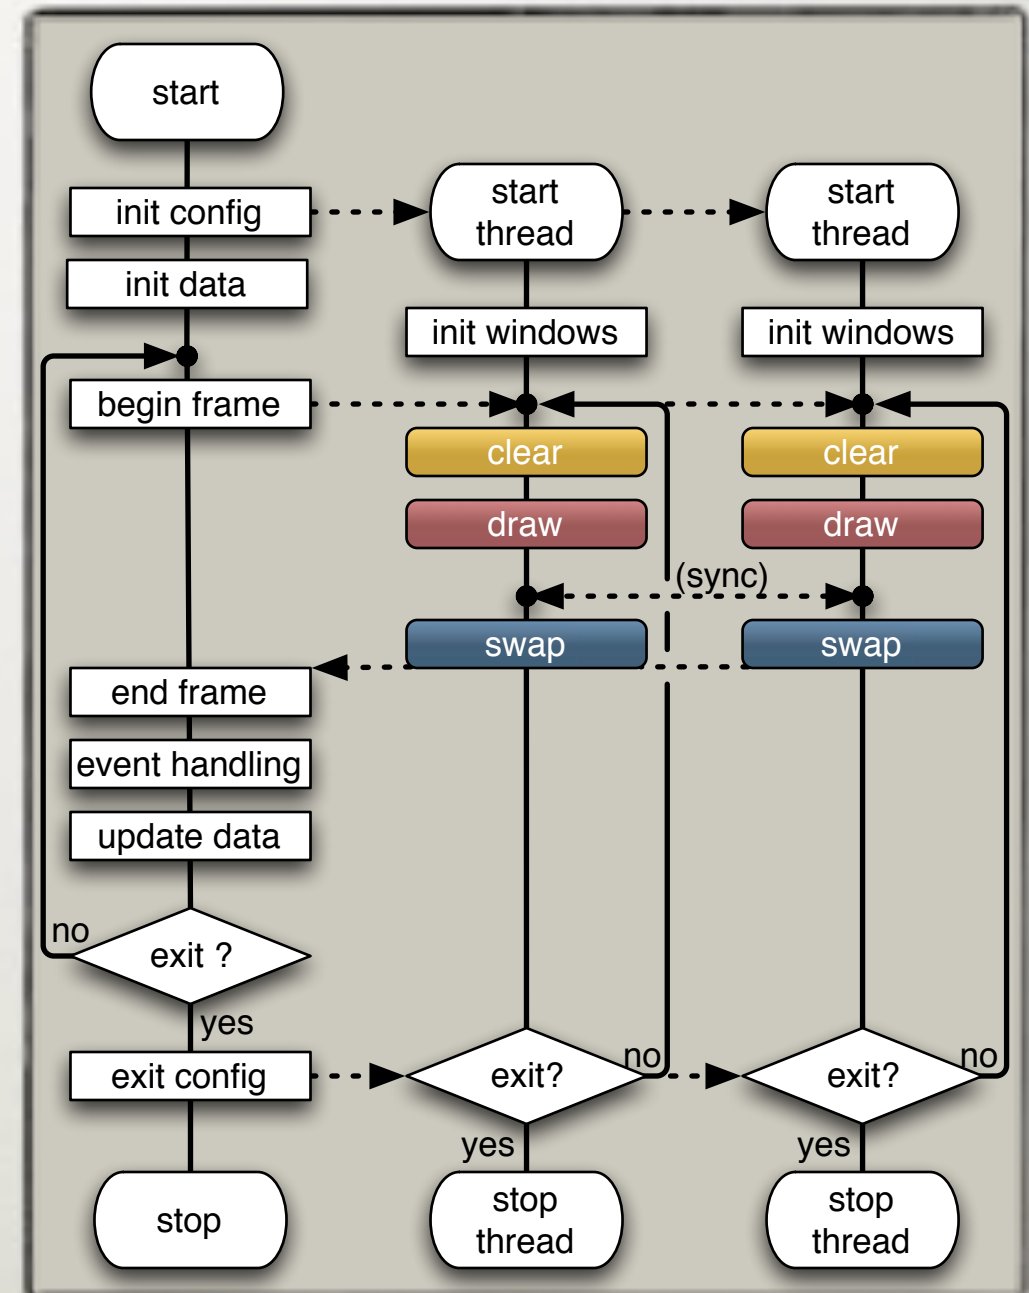 start
init config
start
thread
start
thread
init data
init windows
init windows
begin frame
clear
clear
draw
draw
(sync)
swap
swap
end frame
event handling
update data
no
exit ?
yes
exit config
exit?
no
exit?
no
yes
yes
stop
stop
thread
stop
thread